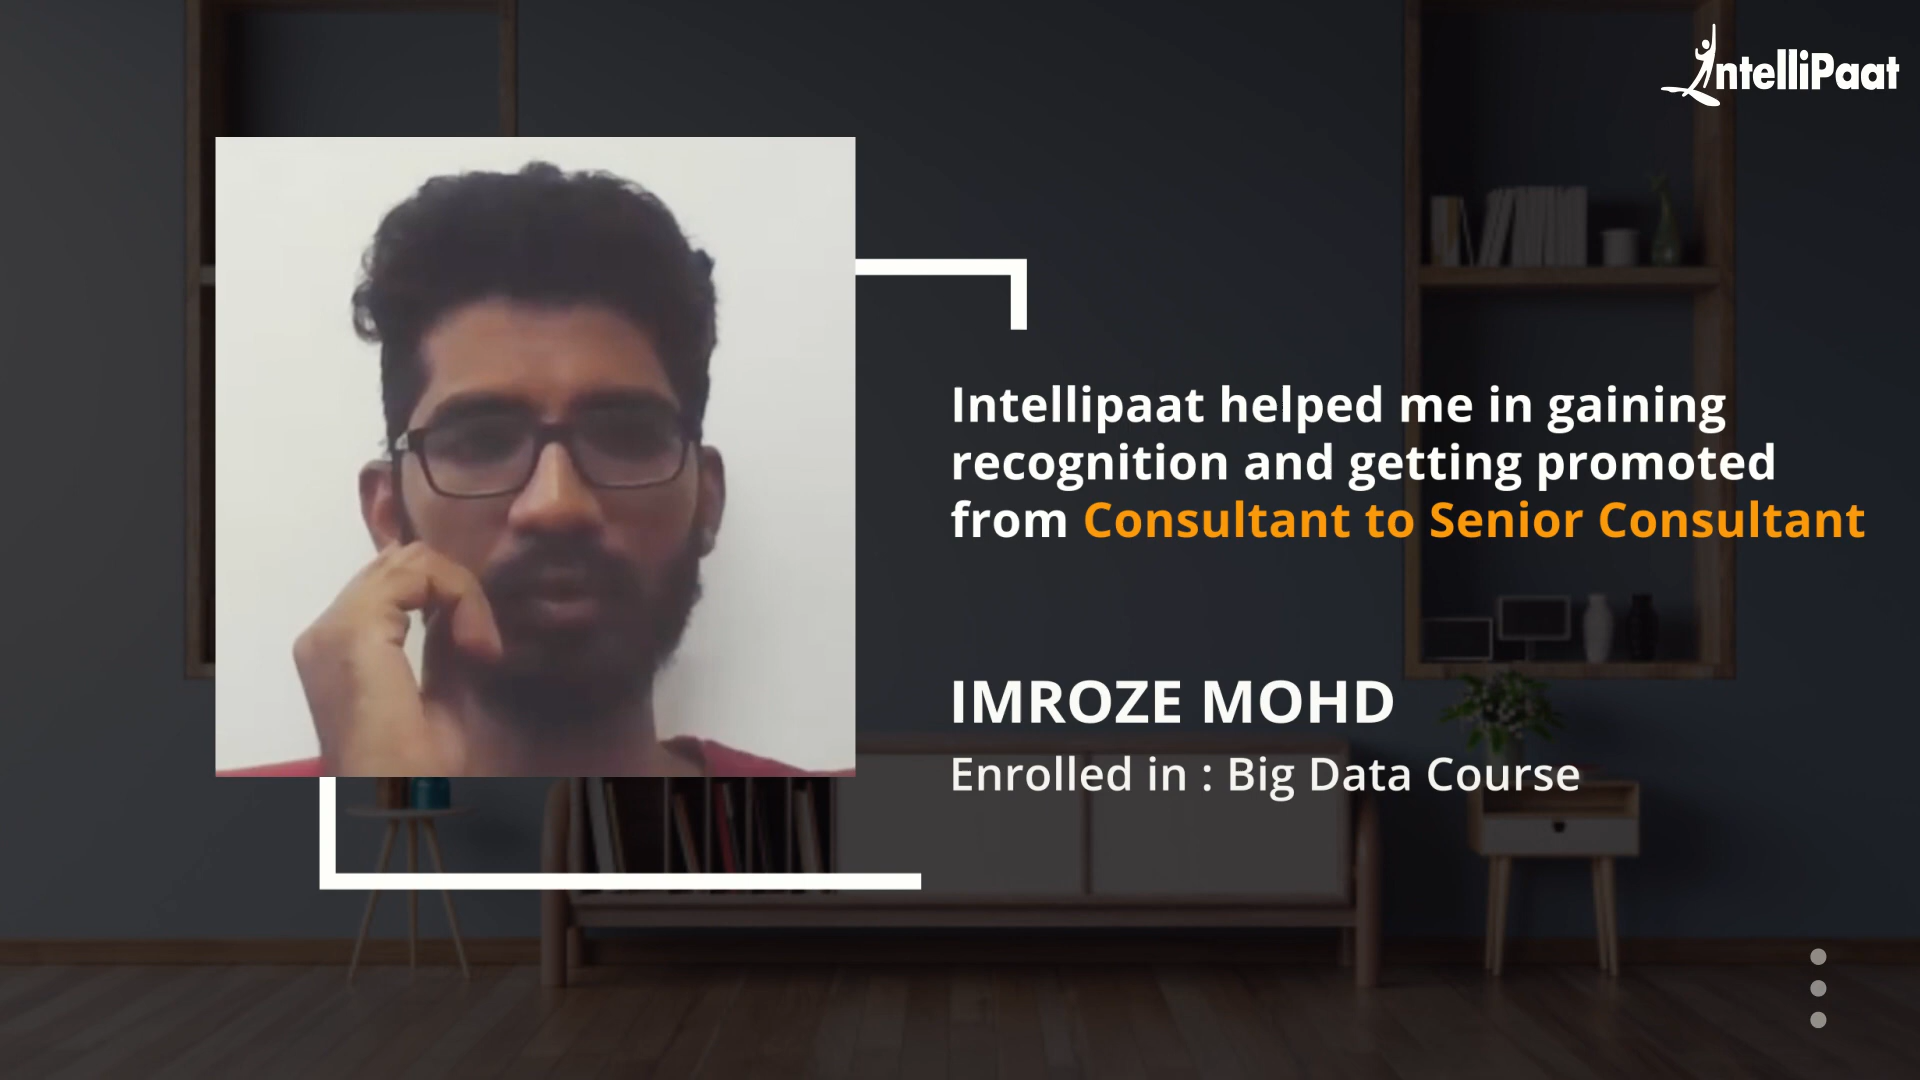 IntelliPaat
Intellipaat helped me in gaining
recognition and getting promoted
from Consultant to Senior Consultant
IMROZE MOHD
Enrolled in : Big Data Course